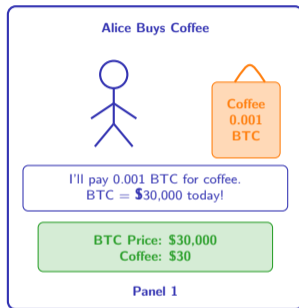 Alice Buys Coffee
Coffee
0.001
BTC
I'll pay 0.001 BTC for coffee.
BTC = $30,000 today!
BTC Price: $30,000
Coffee: $30
Panel 1